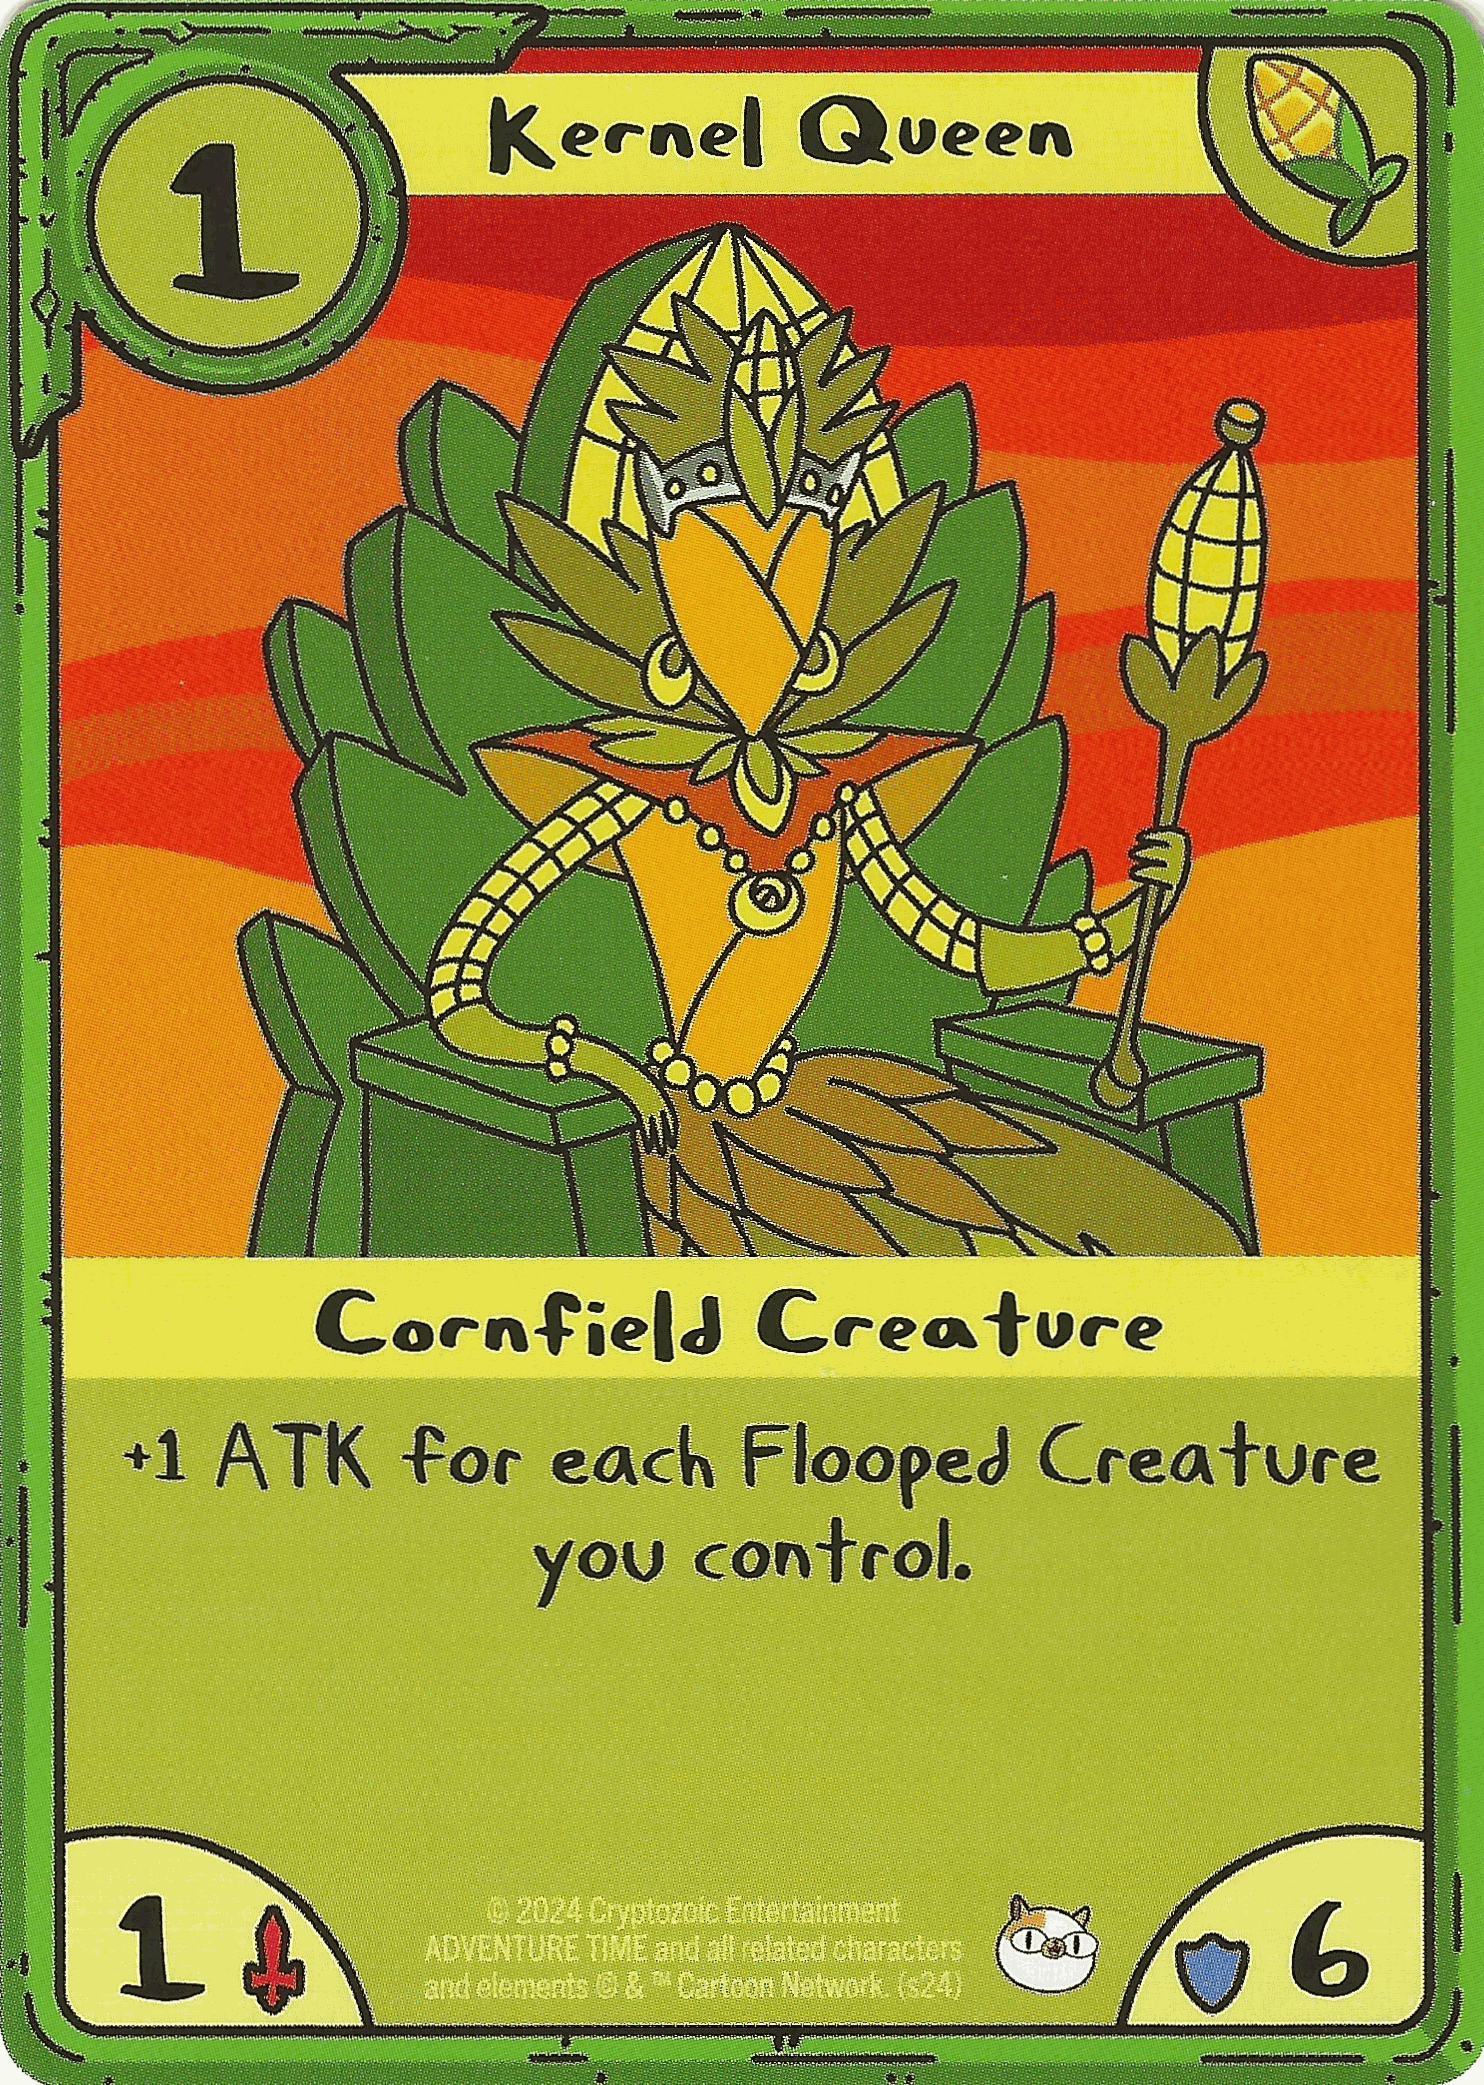 1
Kernel Queen
Cornfield Creature
+1 ATK for each Flooped Creature
you control.
1
© 2024 Cryptozoic Entertainment
ADVENTURE TIME and all related characters
and elements © & ™ Cartoon Network. (s24)
6